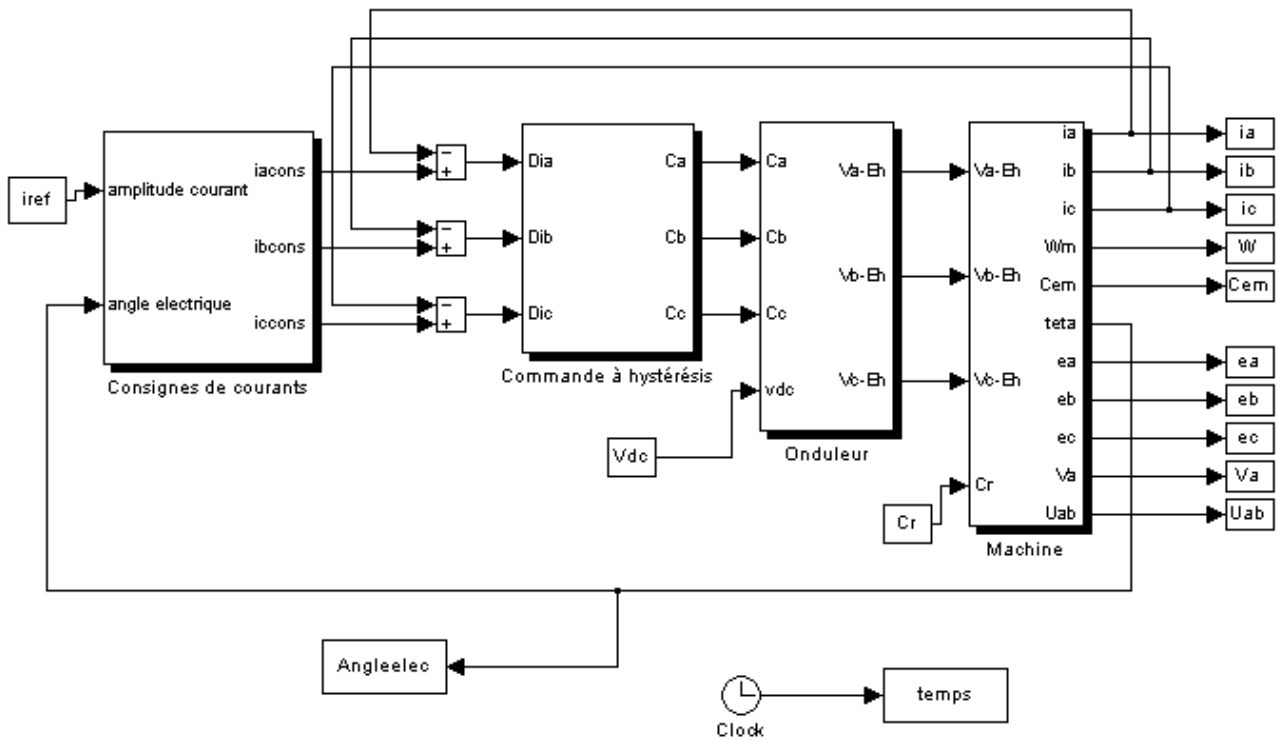 iref
amplitude courant
angle electrique
iacons
ibcons
iccons
Consignes de courants
−
+
−
+
−
+
Dia
Dib
Dic
Ca
Cb
Cc
Commande à hystérésis
Ca
Cb
Cc
vdc
Va-Eh
Vb-Eh
Vc-Eh
Onduleur
Vdc
Va-Eh
Vb-Eh
Vc-Eh
Cr
ia
ib
ic
Wm
Cem
teta
ea
eb
ec
Va
Uab
Machine
Cr
ia
ib
ic
W
Cem
ea
eb
ec
Va
Uab
Angleelec
Clock
temps